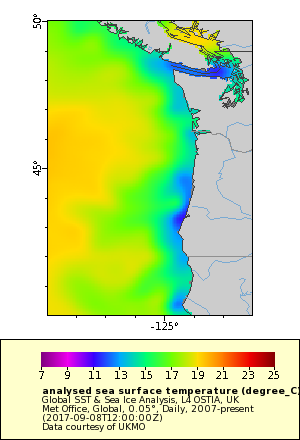 50°
45°
-125°
7 9 11 13 15 17 19 21 23 25
analysed sea surface temperature (degree_C)
Global SST & Sea Ice Analysis, L4 OSTIA, UK
Met Office, Global, 0.05°, Daily, 2007-present
(2017-09-08T12:00:00Z)
Data courtesy of UKMO